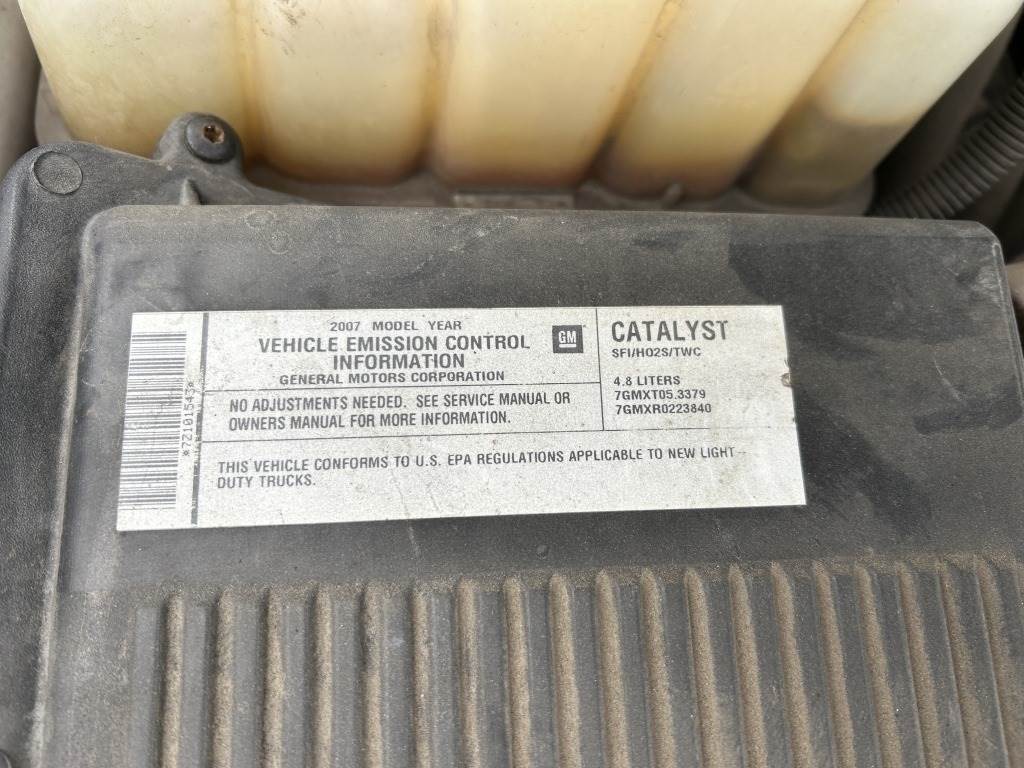 2007 MODEL YEAR
VEHICLE EMISSION CONTROL
INFORMATION
GENERAL MOTORS CORPORATION
GM
NO ADJUSTMENTS NEEDED. SEE SERVICE MANUAL OR
OWNERS MANUAL FOR MORE INFORMATION.
CATALYST
SFI/HO2S/TWC
4.8 LITERS
7GMXT05.3379
7GMXR0223840
THIS VEHICLE CONFORMS TO U.S. EPA REGULATIONS APPLICABLE TO NEW LIGHT-
DUTY TRUCKS.